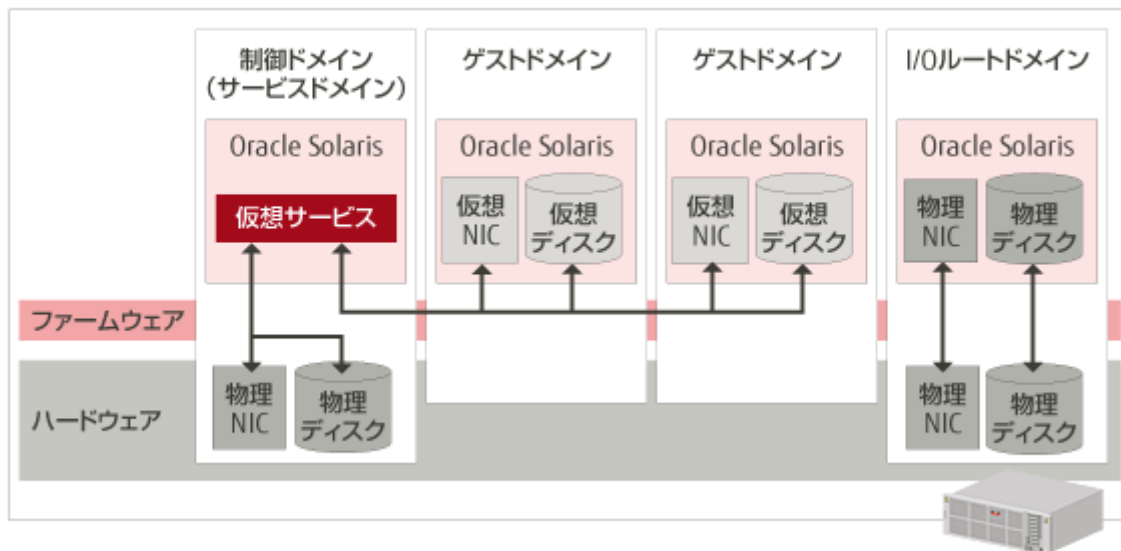 制御ドメイン
（サービスドメイン）
Oracle Solaris
仮想サービス
ゲストドメイン
Oracle Solaris
仮想
NIC
仮想
ディスク
ゲストドメイン
Oracle Solaris
仮想
NIC
仮想
ディスク
I/Oルートドメイン
Oracle Solaris
物理
NIC
物理
ディスク
ファームウェア
ハードウェア
物理
NIC
物理
ディスク
物理
NIC
物理
ディスク